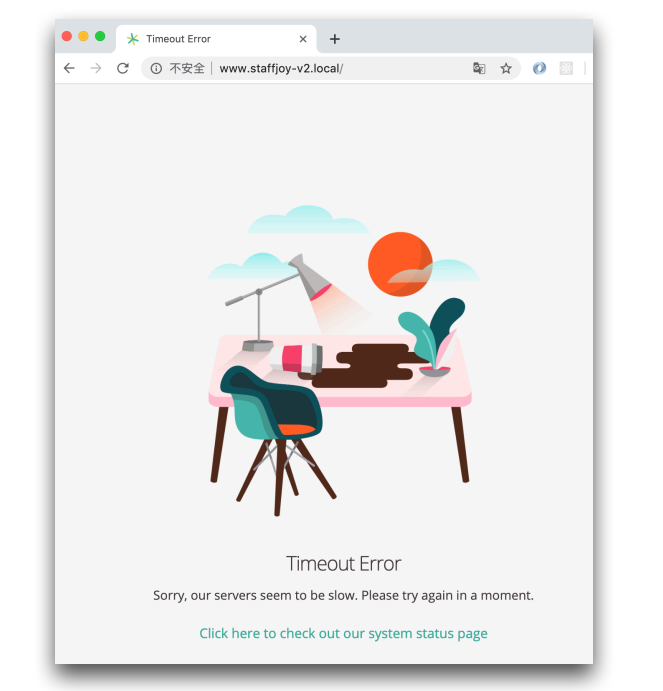 Timeout Error
不安全 www.staffjoy-v2.local/
Timeout Error
Sorry, our servers seem to be slow. Please try again in a moment.
Click here to check out our system status page